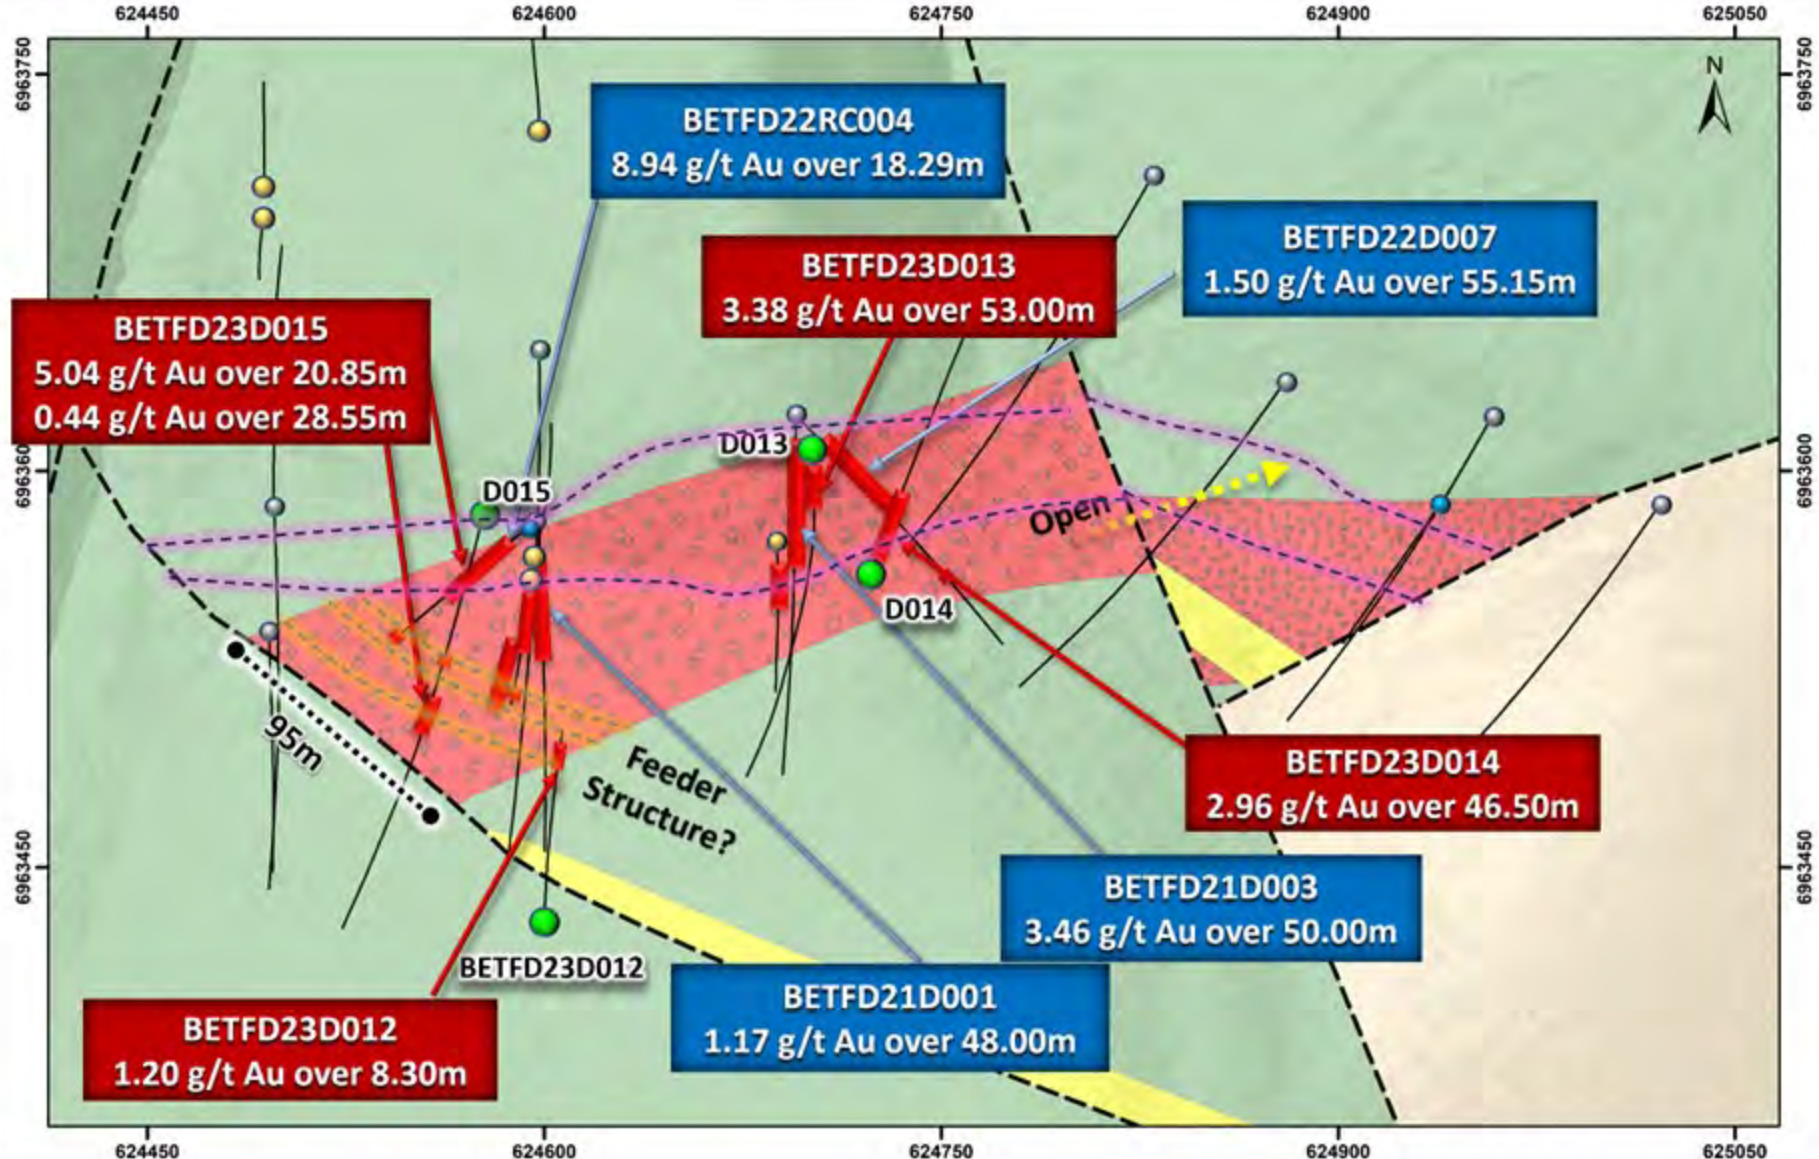 624450 624600 624750 624900 625050
6963750
6963750
N
BETFD22RC004
8.94 g/t Au over 18.29m
BETFD22D007
1.50 g/t Au over 55.15m
BETFD23D013
3.38 g/t Au over 53.00m
BETFD23D015
5.04 g/t Au over 20.85m
0.44 g/t Au over 28.55m
D013
6963600
6963600
D015
Open
D014
95m
Feeder
Structure?
BETFD23D014
2.96 g/t Au over 46.50m
6963450
6963450
BETFD21D003
3.46 g/t Au over 50.00m
BETFD23D012
BETFD21D001
1.17 g/t Au over 48.00m
BETFD23D012
1.20 g/t Au over 8.30m
624450 624600 624750 624900 625050